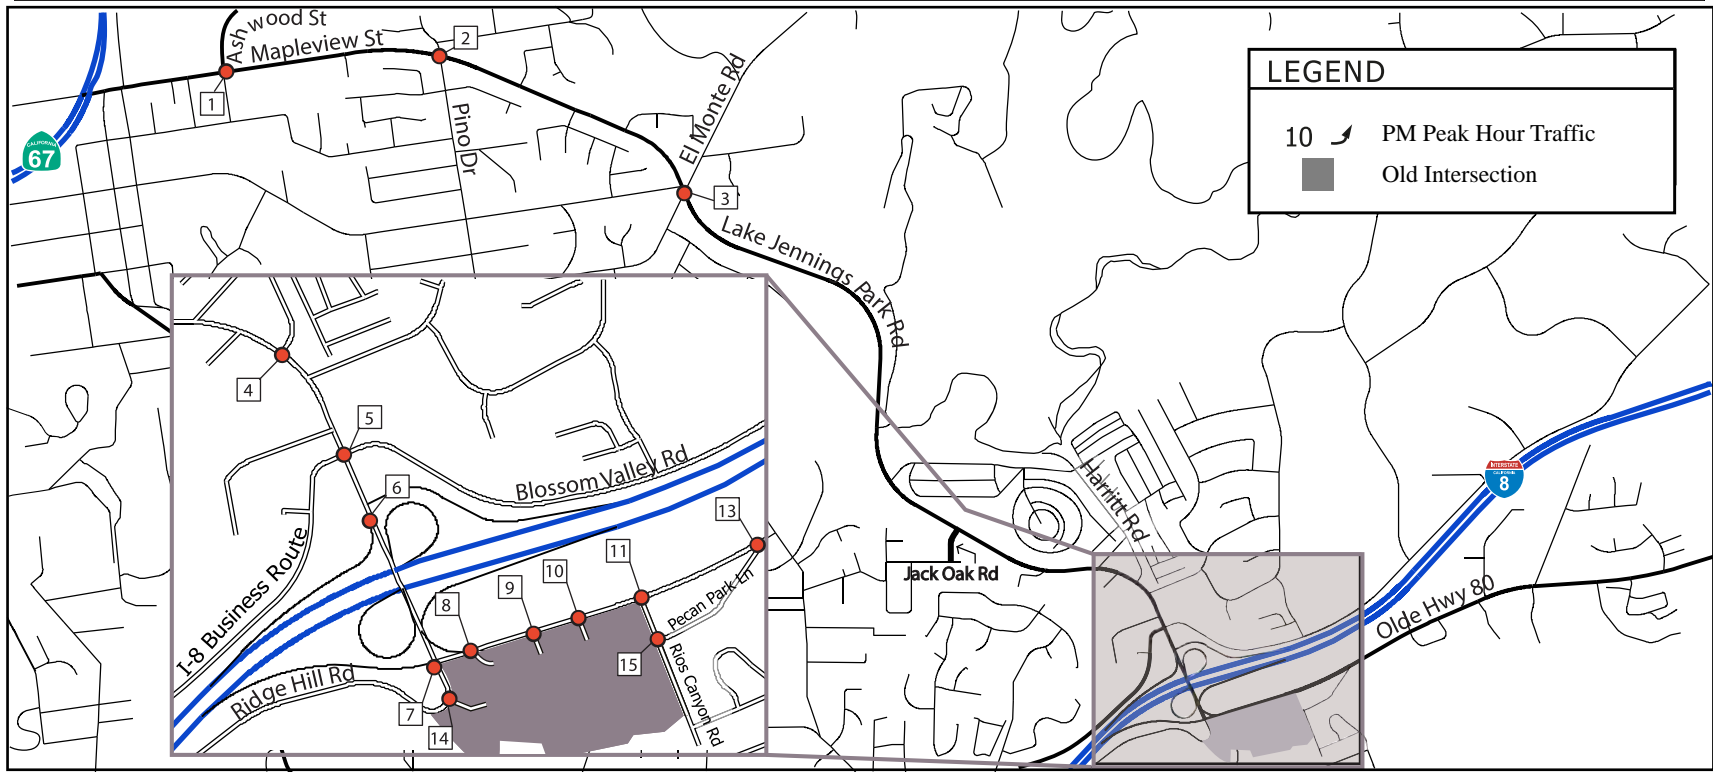 Ashwood St
Mapleview St
2
1
CALIFORNIA
67
Pino Dr
El Monte Rd
3
Lake Jennings Park Rd
LEGEND
10 PM Peak Hour Traffic
Old Intersection
4
5
6
Blossom Valley Rd
I-8 Business Route
13
11
10
9
8
Pecan Park Ln
15
Rios Canyon Rd
Ridge Hill Rd
7
14
Jack Oak Rd
Harritt Rd
INTERSTATE
CALIFORNIA
8
Olde Hwy 80